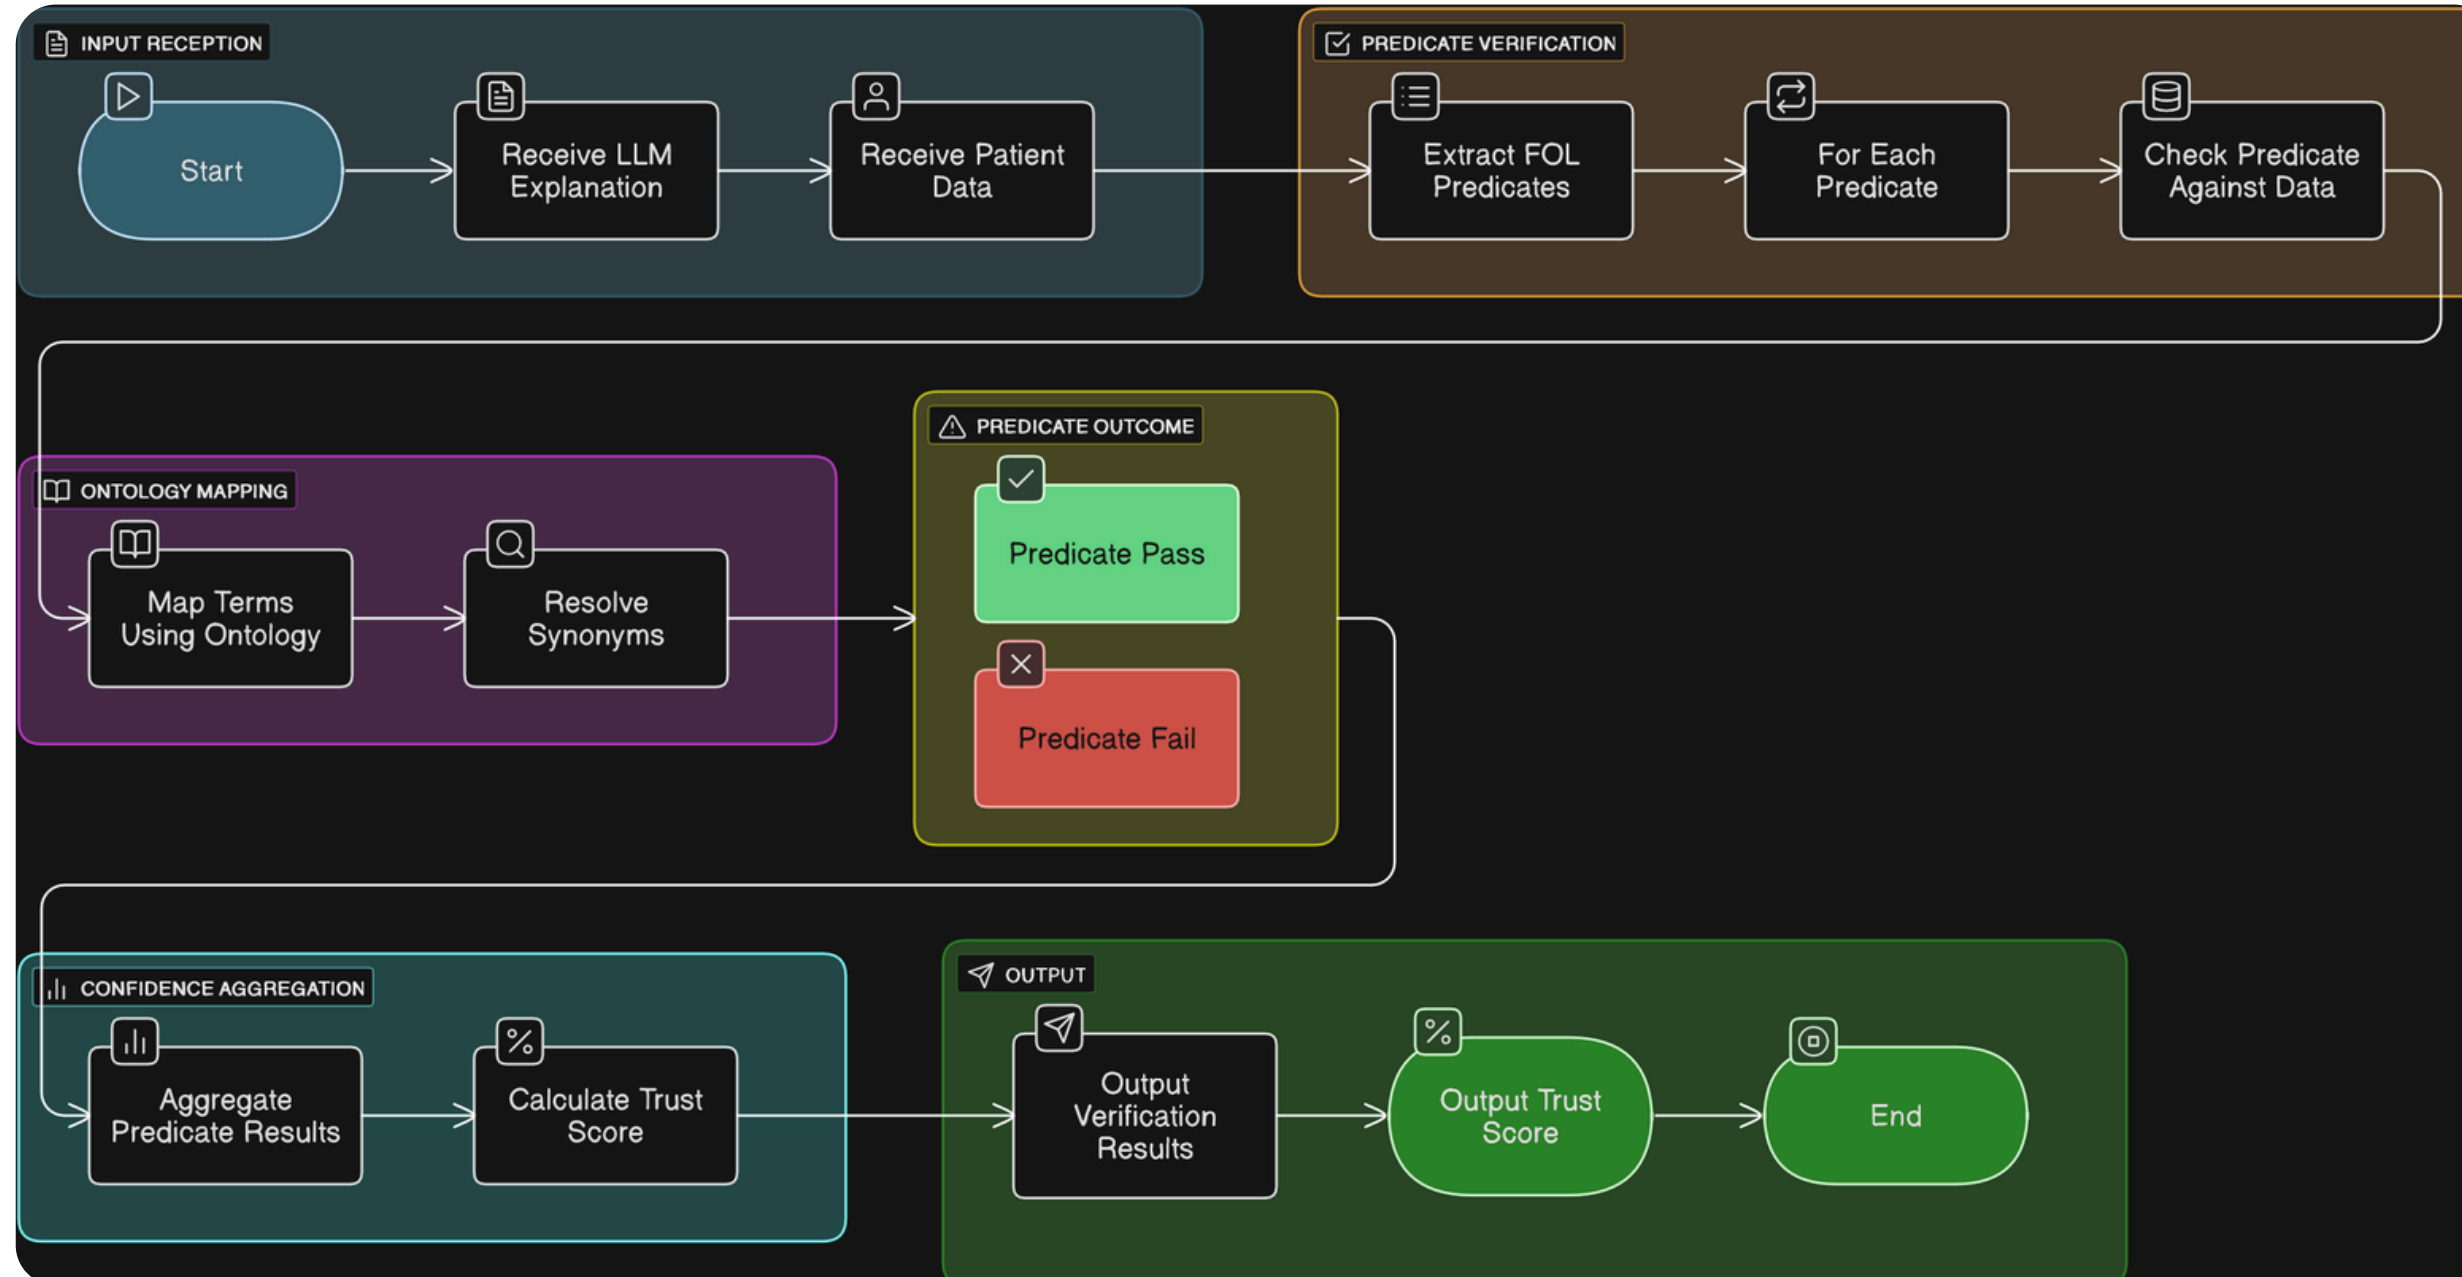 INPUT RECEPTION
Start
Receive LLM
Explanation
Receive Patient
Data
PREDICATE VERIFICATION
Extract FOL
Predicates
For Each
Predicate
Check Predicate
Against Data
ONTOLOGY MAPPING
Map Terms
Using Ontology
Resolve
Synonyms
PREDICATE OUTCOME
Predicate Pass
Predicate Fail
CONFIDENCE AGGREGATION
Aggregate
Predicate Results
Calculate Trust
Score
OUTPUT
Output
Verification
Results
Output Trust
Score
End